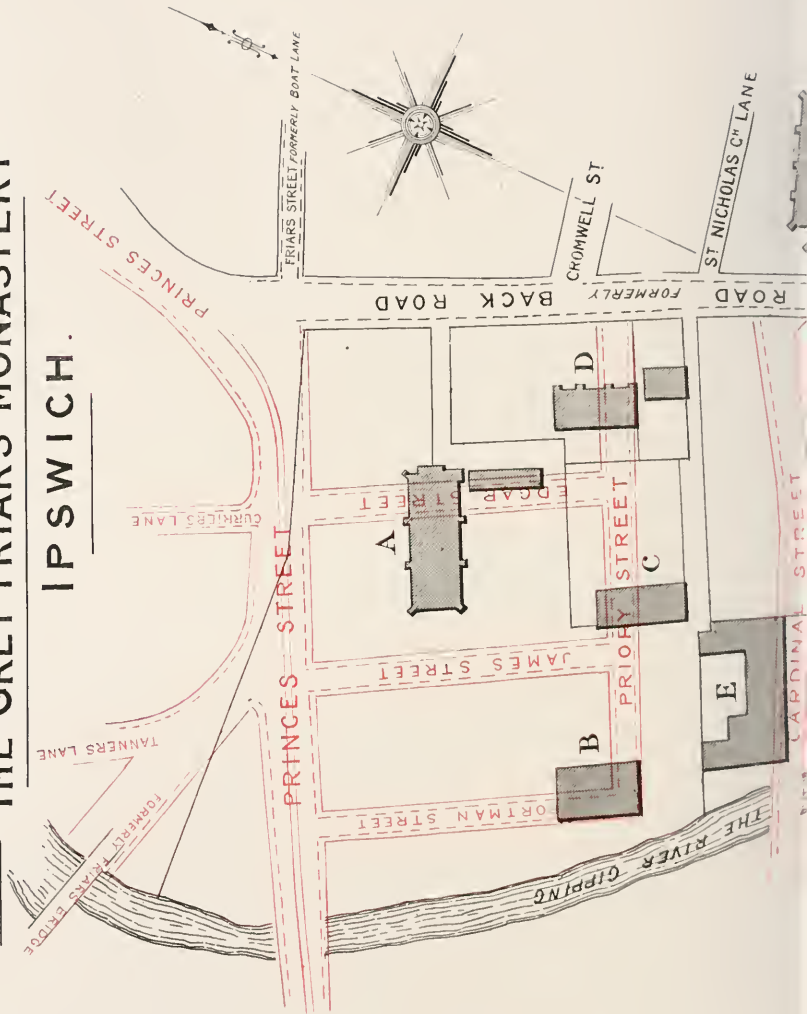 THE GREY FRIARS MONASTERY
IPSWICH.
PRINCES STREET
FRIARS STREET FORMERLY BOAT LANE
CURRIERS LANE
TANNERS LANE
FORMERLY FRIARS BRIDGE
PRINCES STREET
BACK ROAD
FORMERLY
ROAD
CROMWELL ST
ST NICHOLAS CH LANE
A
EDGAR STREET
D
JAMES STREET
PRIORY STREET
C
PORTMAN STREET
B
E
THE RIVER GIPPING
CARDINAL STREET